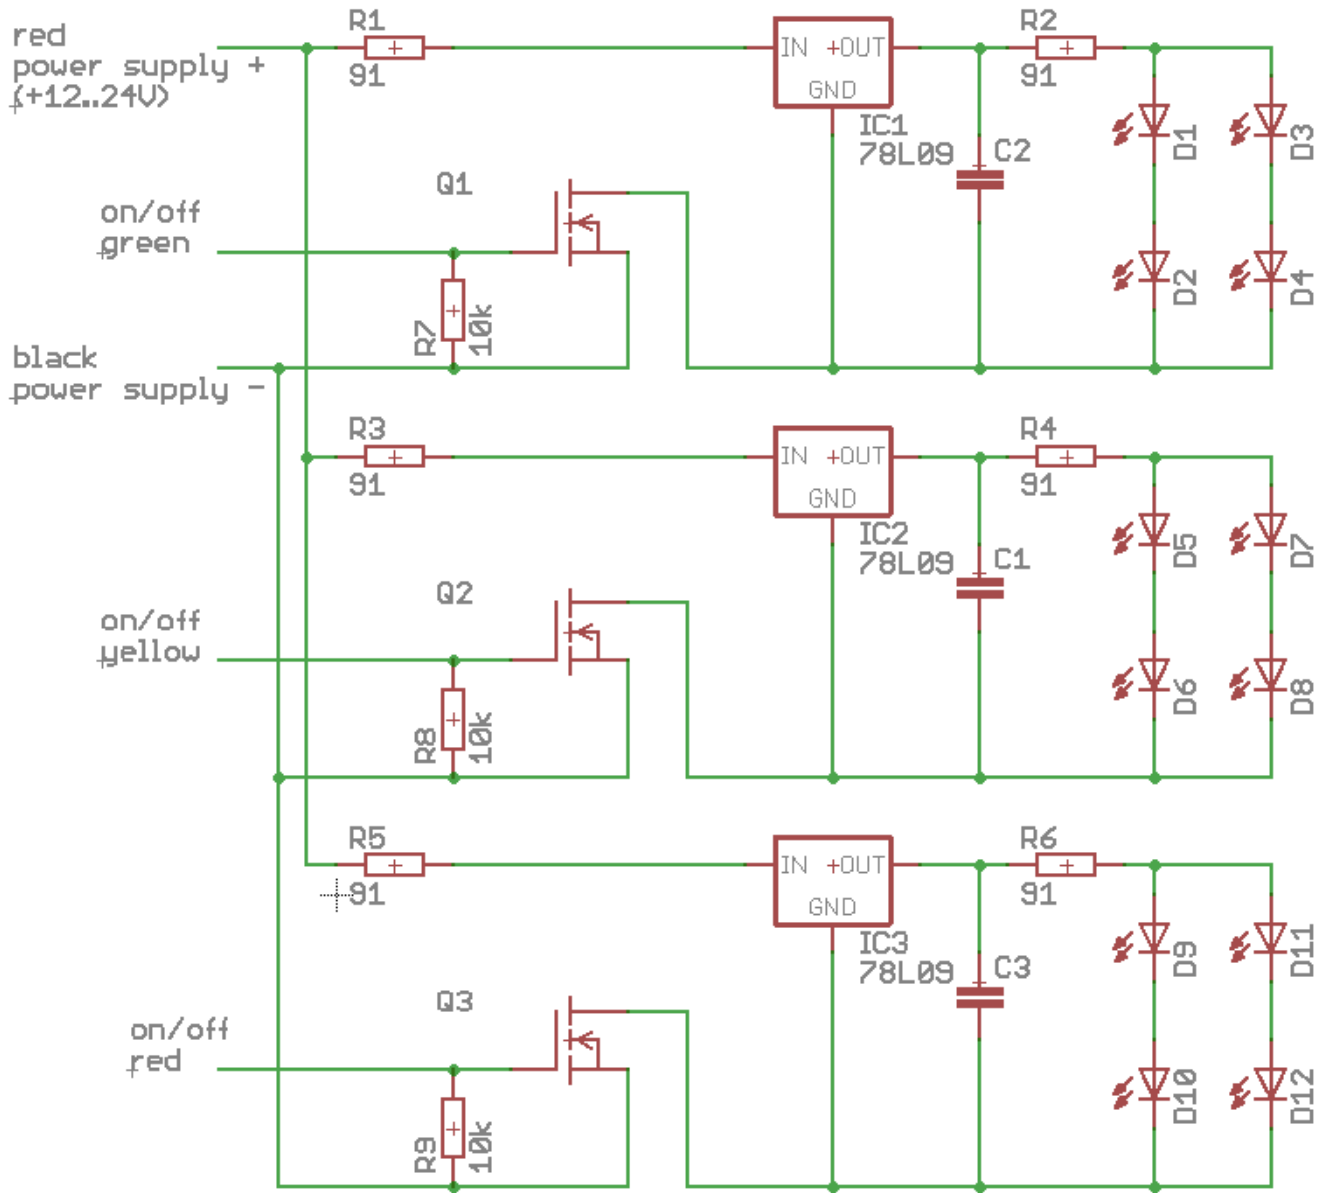 red
power supply +
(+12..24V)
R1
91
IN +OUT
GND
IC1
78L09
R2
91
C2
D1
D3
D2
D4
on/off
green
Q1
R7
10k
black
power supply -
R3
91
IN +OUT
GND
IC2
78L09
R4
91
C1
D5
D7
D6
D8
on/off
yellow
Q2
R8
10k
R5
91
IN +OUT
GND
IC3
78L09
R6
91
C3
D9
D11
D10
D12
on/off
red
Q3
R9
10k